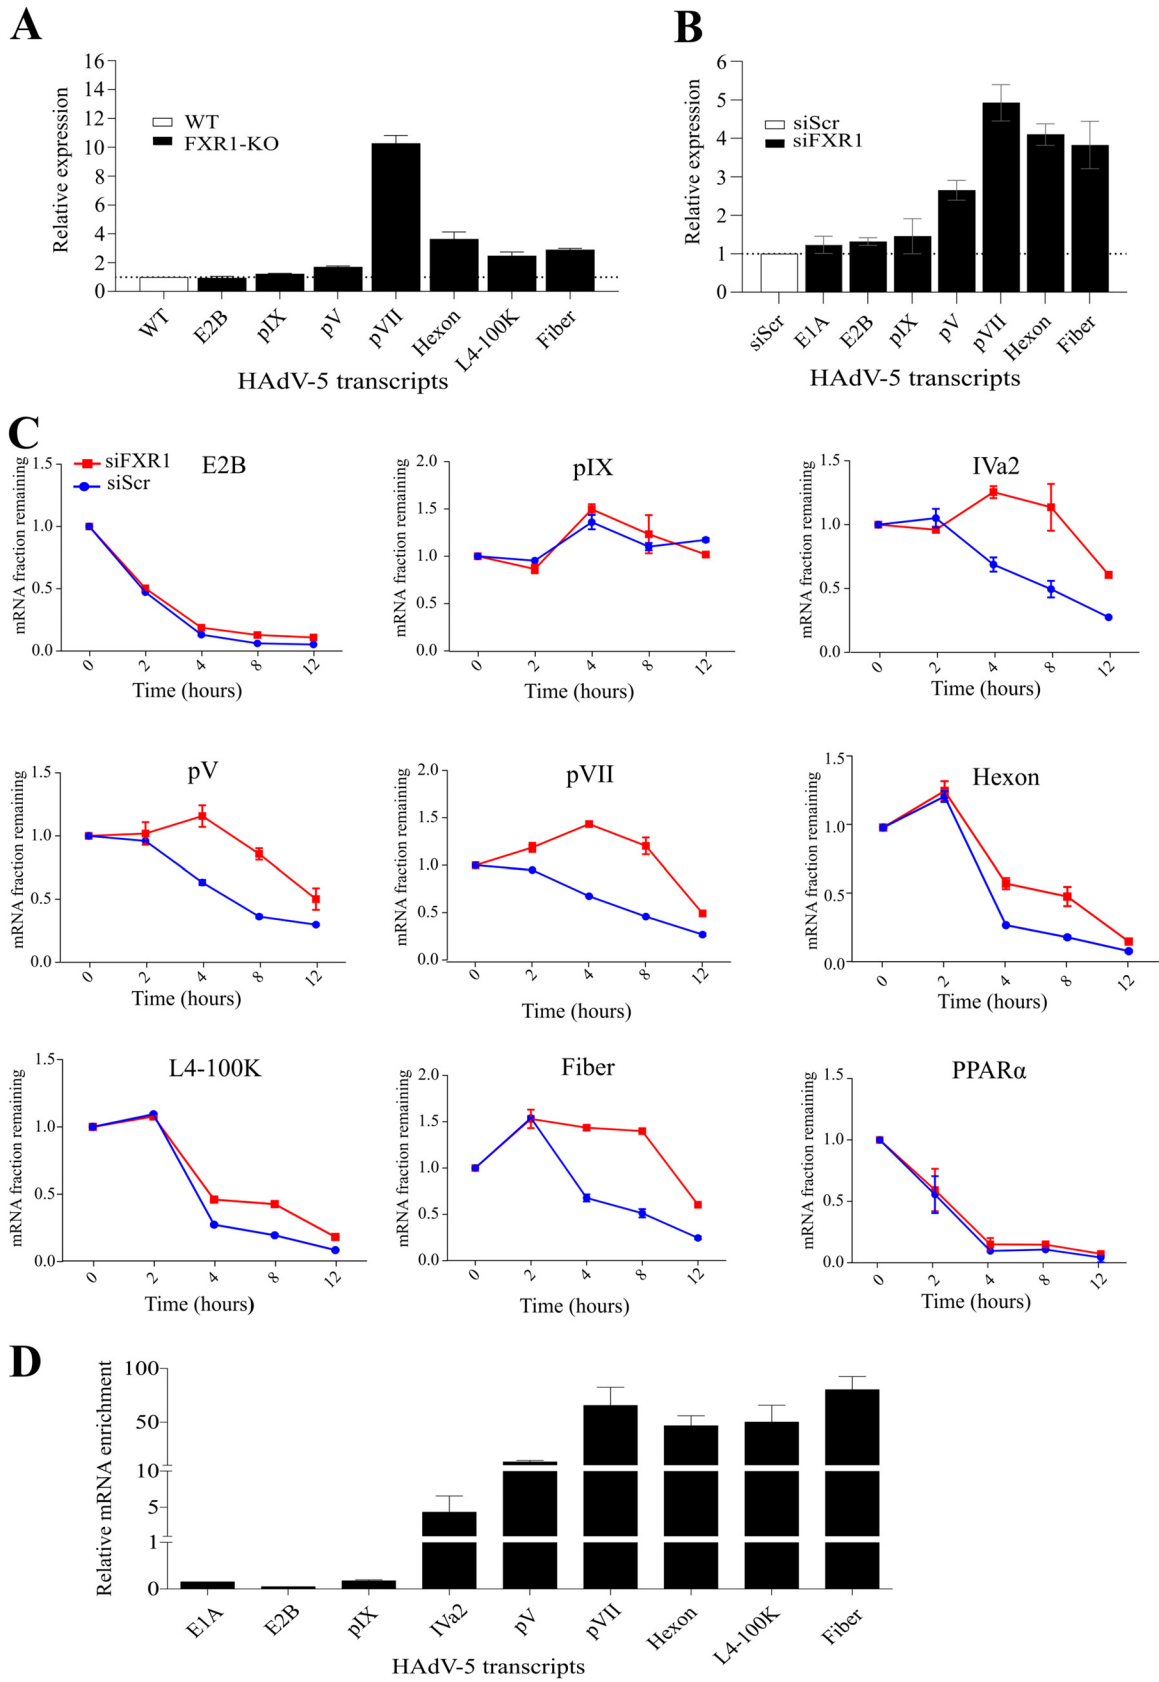 A
Relative expression
16
14
12
10
8
6
4
2
0
WT
FXR1-KO
WT
E2B
pIX
pV
pVII
Hexon
L4-100K
Fiber
HAdV-5 transcripts
B
Relative expression
6
5
4
3
2
1
0
siScr
siFXR1
siScr
E1A
E2B
pIX
pV
pVII
Hexon
Fiber
HAdV-5 transcripts
C
siFXR1
siScr
E2B
mRNA fraction remaining
1.5
1.0
0.5
0.0
0 2 4 8 12
Time (hours)
pIX
mRNA fraction remaining
2.0
1.5
1.0
0.5
0.0
0 2 4 8 12
Time (hours)
IVa2
mRNA fraction remaining
1.5
1.0
0.5
0.0
0 2 4 8 12
Time (hours)
pV
mRNA fraction remaining
1.5
1.0
0.5
0.0
0 2 4 8 12
Time (hours)
pVII
mRNA fraction remaining
2.0
1.5
1.0
0.5
0.0
0 2 4 8 12
Time (hours)
Hexon
mRNA fraction remaining
1.5
1.0
0.5
0.0
0 2 4 8 12
Time (hours)
L4-100K
mRNA fraction remaining
1.5
1.0
0.5
0.0
0 2 4 8 12
Time (hours)
Fiber
mRNA fraction remaining
2.0
1.5
1.0
0.5
0.0
0 2 4 8 12
Time (hours)
PPARα
mRNA fraction remaining
1.5
1.0
0.5
0.0
0 2 4 8 12
Time (hours)
D
Relative mRNA enrichment
100
50
10
5
1
1
0
E1A
E2B
pIX
IVa2
pV
pVII
Hexon
L4-100K
Fiber
HAdV-5 transcripts